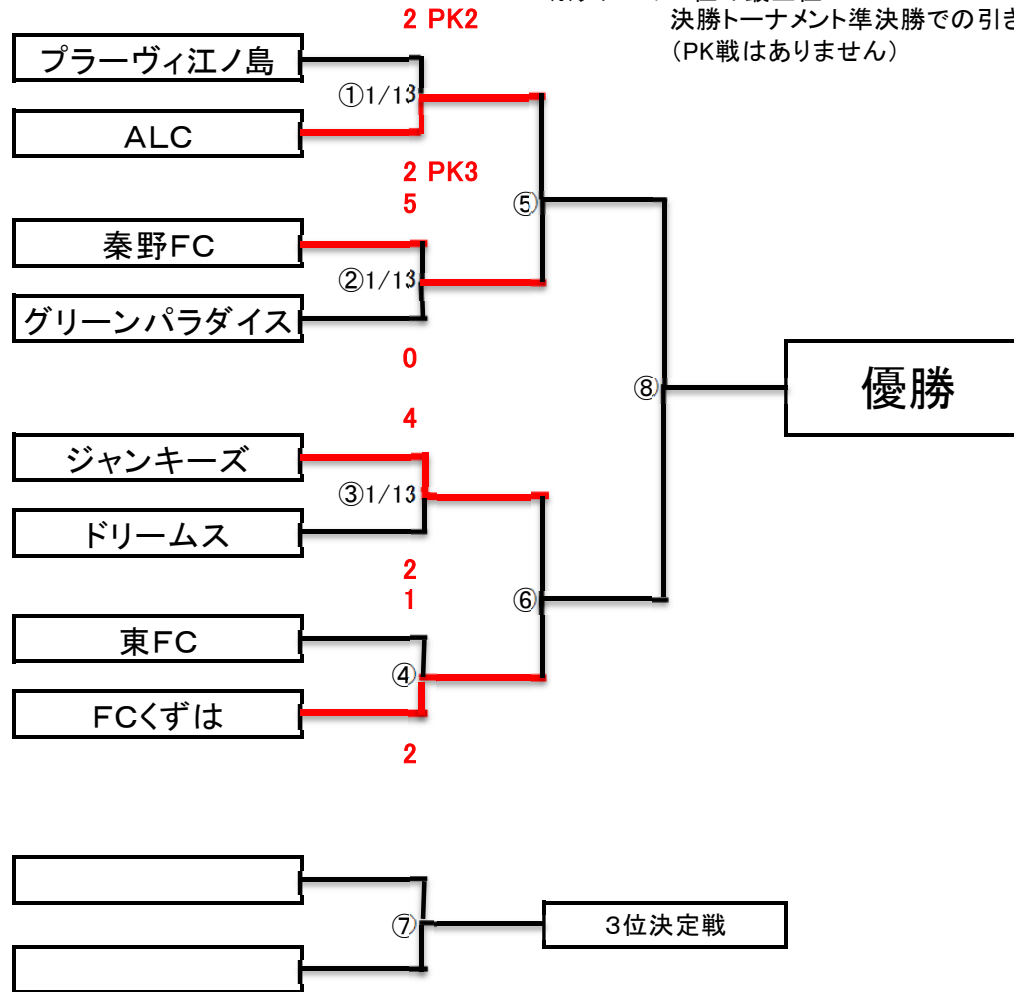 決勝トーナメント準決勝での引き
(PK戦はありません)
2 PK2
プラーヴィ江ノ島
①1/13
ALC
2 PK3
5
⑤
秦野FC
②1/13
グリーンパラダイス
0
⑧
優勝
4
ジャンキーズ
③1/13
ドリームス
2
1
⑥
東FC
④
FCくずは
2
⑦
3位決定戦